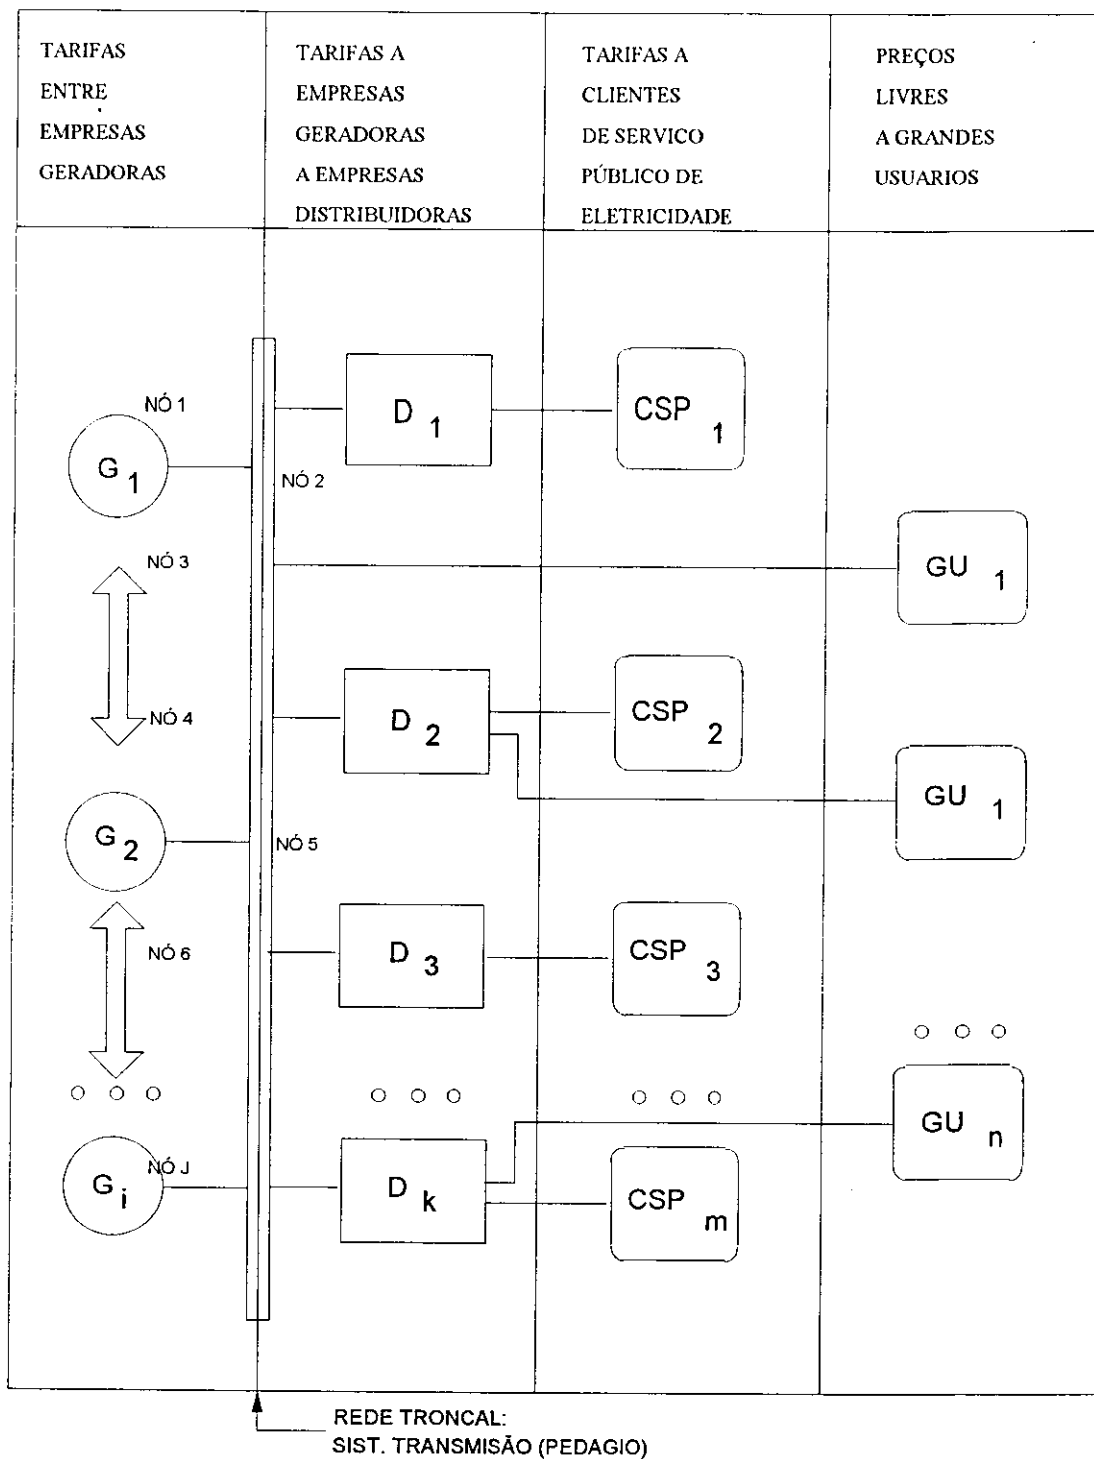 TARIFAS
ENTRE
EMPRESAS
GERADORAS
TARIFAS A
EMPRESAS
GERADORAS
A EMPRESAS
DISTRIBUIDORAS
TARIFAS A
CLIENTES
DE SERVICO
PÚBLICO DE
ELETRICIDADE
PREÇOS
LIVRES
A GRANDES
USUARIOS
NÓ 1
G 1
D 1
CSP 1
NÓ 2
NÓ 3
GU 1
NÓ 4
D 2
CSP 2
GU 1
G 2
NÓ 5
NÓ 6
D 3
CSP 3
GU n
NÓ J
G i
D k
CSP m
REDE TRONCAL:
SIST. TRANSMISÃO (PEDAGIO)